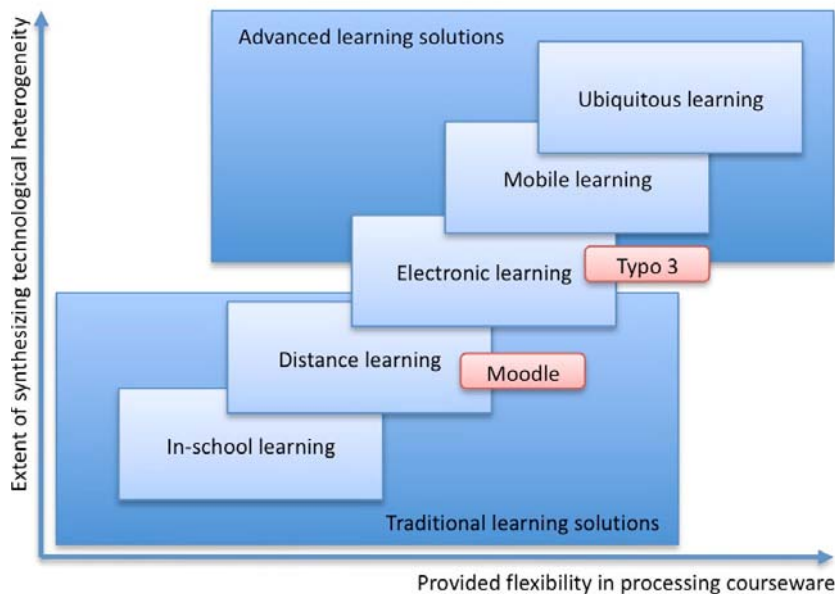 Extent of synthesizing technological heterogeneity
Advanced learning solutions
Ubiquitous learning
Mobile learning
Electronic learning
Typo 3
Distance learning
Moodle
In-school learning
Traditional learning solutions
Provided flexibility in processing courseware